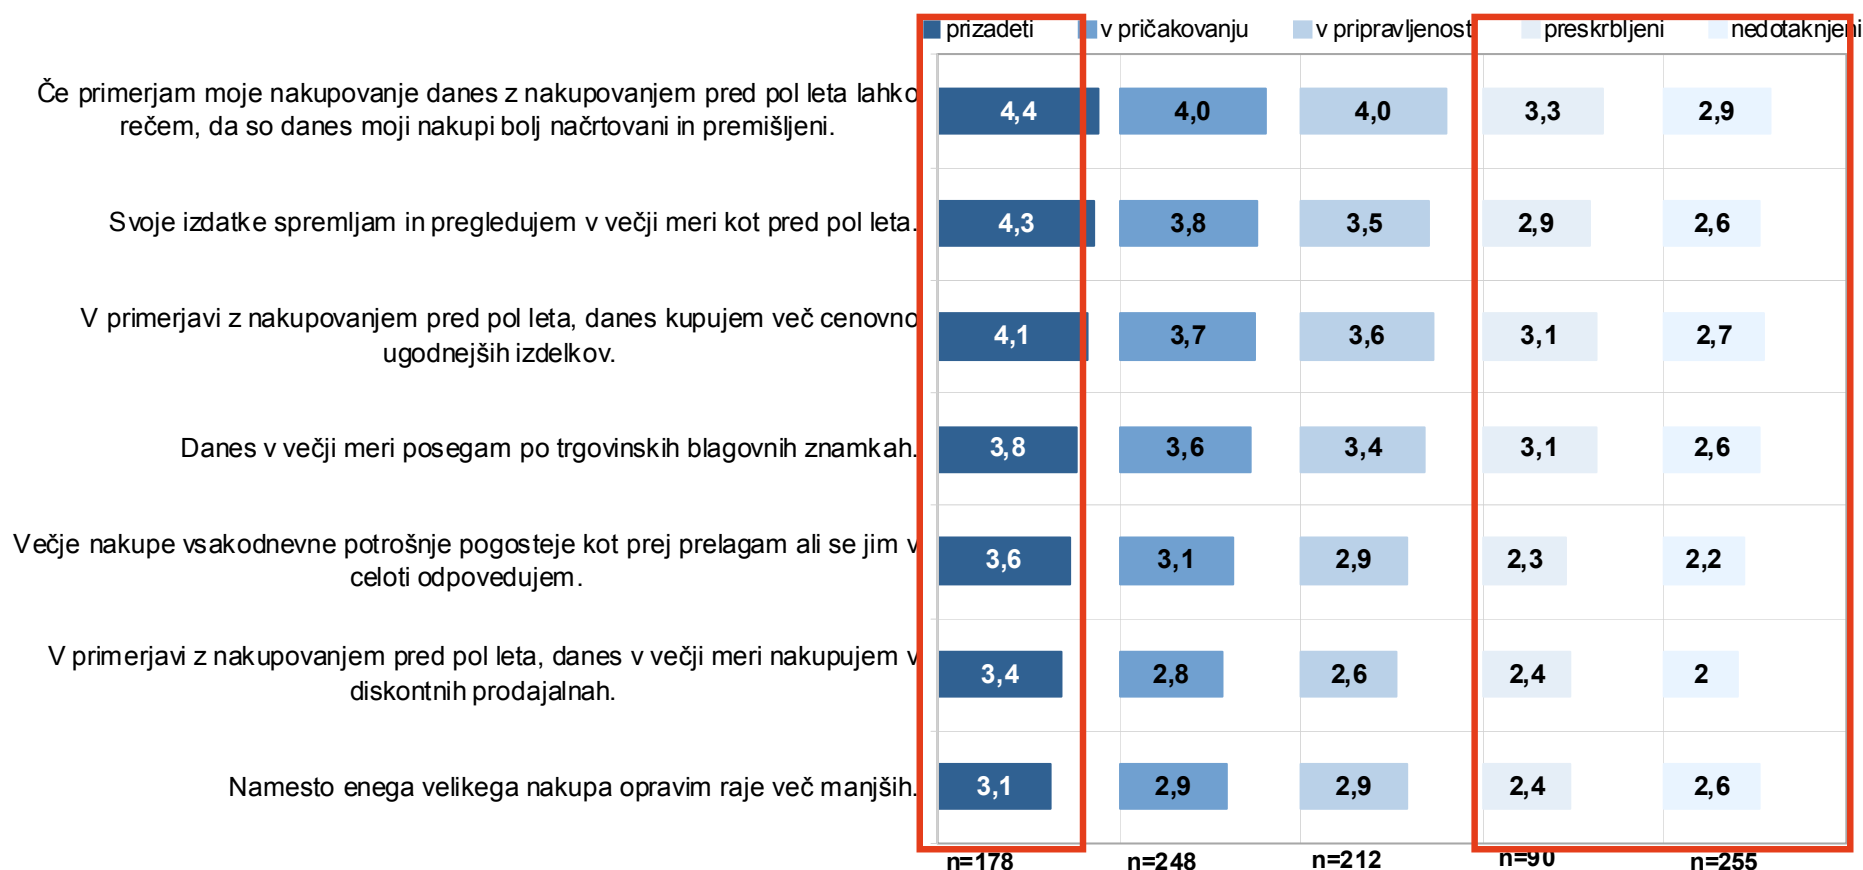 prizadeti v pričakovanju v pripravljenost preskrbljeni nedotaknjeni
Če primerjam moje nakupovanje danes z nakupovanjem pred pol leta lahko
rečem, da so danes moji nakupi bolj načrtovani in premišljeni.
4,4 4,0 4,0 3,3 2,9
Svoje izdatke spremljam in pregledujem v večji meri kot pred pol leta.
4,3 3,8 3,5 2,9 2,6
V primerjavi z nakupovanjem pred pol leta, danes kupujem več cenovno
ugodnejših izdelkov.
4,1 3,7 3,6 3,1 2,7
Danes v večji meri posegam po trgovinskih blagovnih znamkah.
3,8 3,6 3,4 3,1 2,6
Večje nakupe vsakodnevne potrošnje pogosteje kot prej prelagam ali se jim v
celoti odpovedujem.
3,6 3,1 2,9 2,3 2,2
V primerjavi z nakupovanjem pred pol leta, danes v večji meri nakupujem v
diskontnih prodajalnah.
3,4 2,8 2,6 2,4 2
Namesto enega velikega nakupa opravim raje več manjših.
3,1 2,9 2,9 2,4 2,6
n=178 n=248 n=212 n=90 n=255